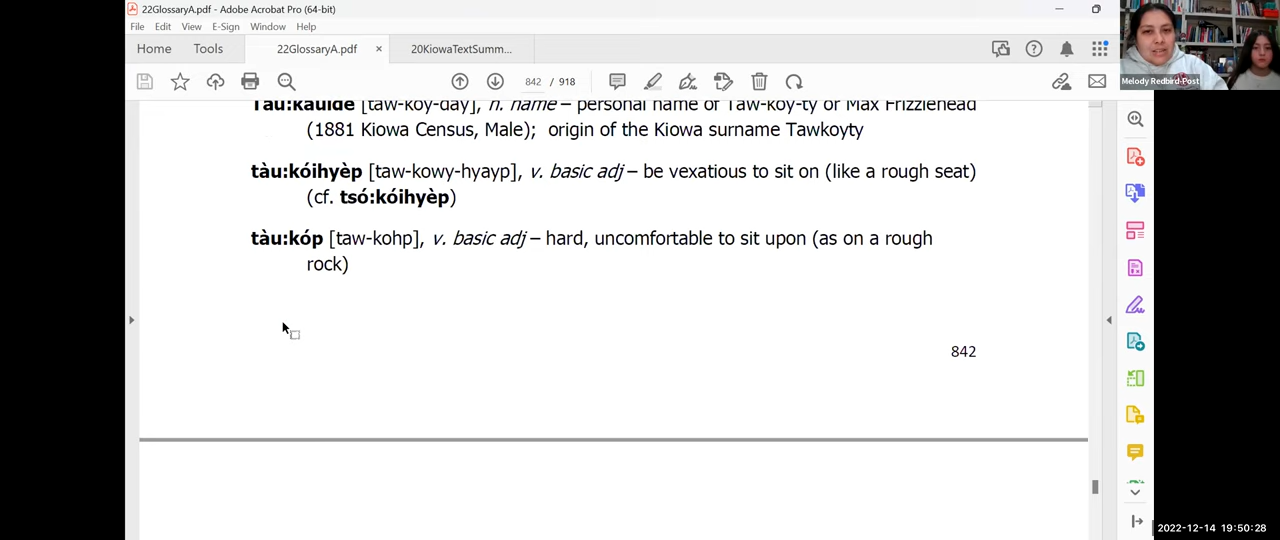 22GlossaryA.pdf - Adobe Acrobat Pro (64-bit)
File Edit View E-Sign Window Help
Home Tools 22GlossaryA.pdf × 20KiowaTextSumm...
842 / 918
Melody Redbird-Post
[taw-koy-day], n. name – personal name of Taw-koy-ty or Max Frizzlehead
(1881 Kiowa Census, Male); origin of the Kiowa surname Tawkoyty
tàu:kóihyèp [taw-kowy-hyayp], v. basic adj – be vexatious to sit on (like a rough seat)
(cf. tsó:kóihyèp)
tàu:kóp [taw-kohp], v. basic adj – hard, uncomfortable to sit upon (as on a rough
rock)
842
2022-12-14 19:50:28